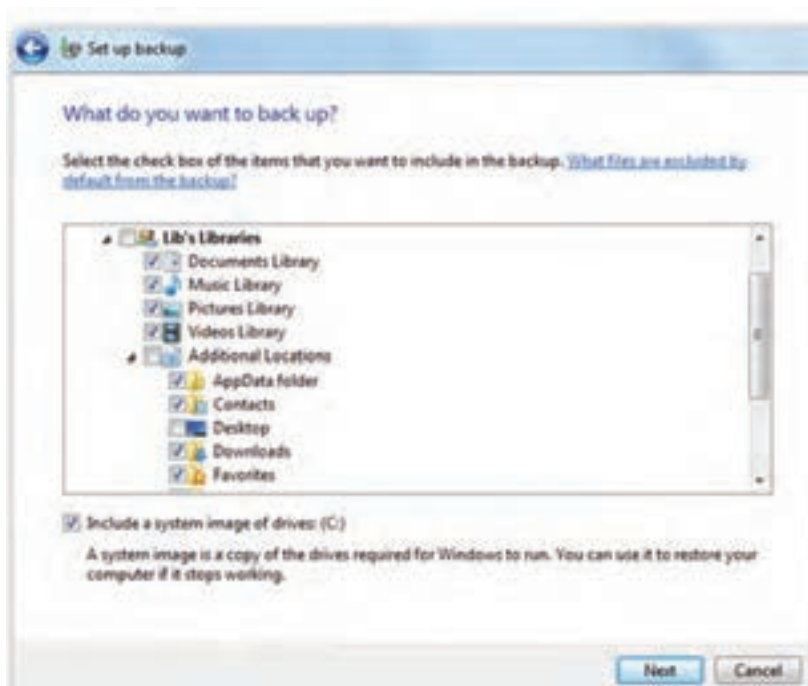 Set up backup
What do you want to back up?
Select the check box of the items that you want to include in the backup. What files are excluded by
default from the backup?
Lib's Libraries
Documents Library
Music Library
Pictures Library
Videos Library
Additional Locations
AppData folder
Contacts
Desktop
Downloads
Favorites
Include a system image of drives: (C:)
A system image is a copy of the drives required for Windows to run. You can use it to restore your
computer if it stops working.
Next Cancel